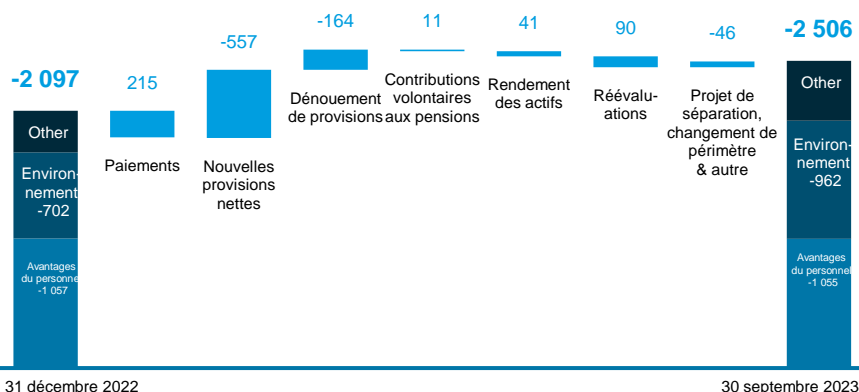 -2 097
Other
Environ-
nement
-702
Avantages
du personnel
-1 057
215
Paiements
-557
Nouvelles
provisions
nettes
-164
Dénouement
de provisions
11
Contributions
volontaires
aux pensions
41
Rendement
des actifs
90
Réévalu-
ations
-46
Projet de
séparation,
changement de
périmètre
& autre
-2 506
Other
Environ-
nement
-962
Avantages
du personnel
-1 055
31 décembre 2022
30 septembre 2023